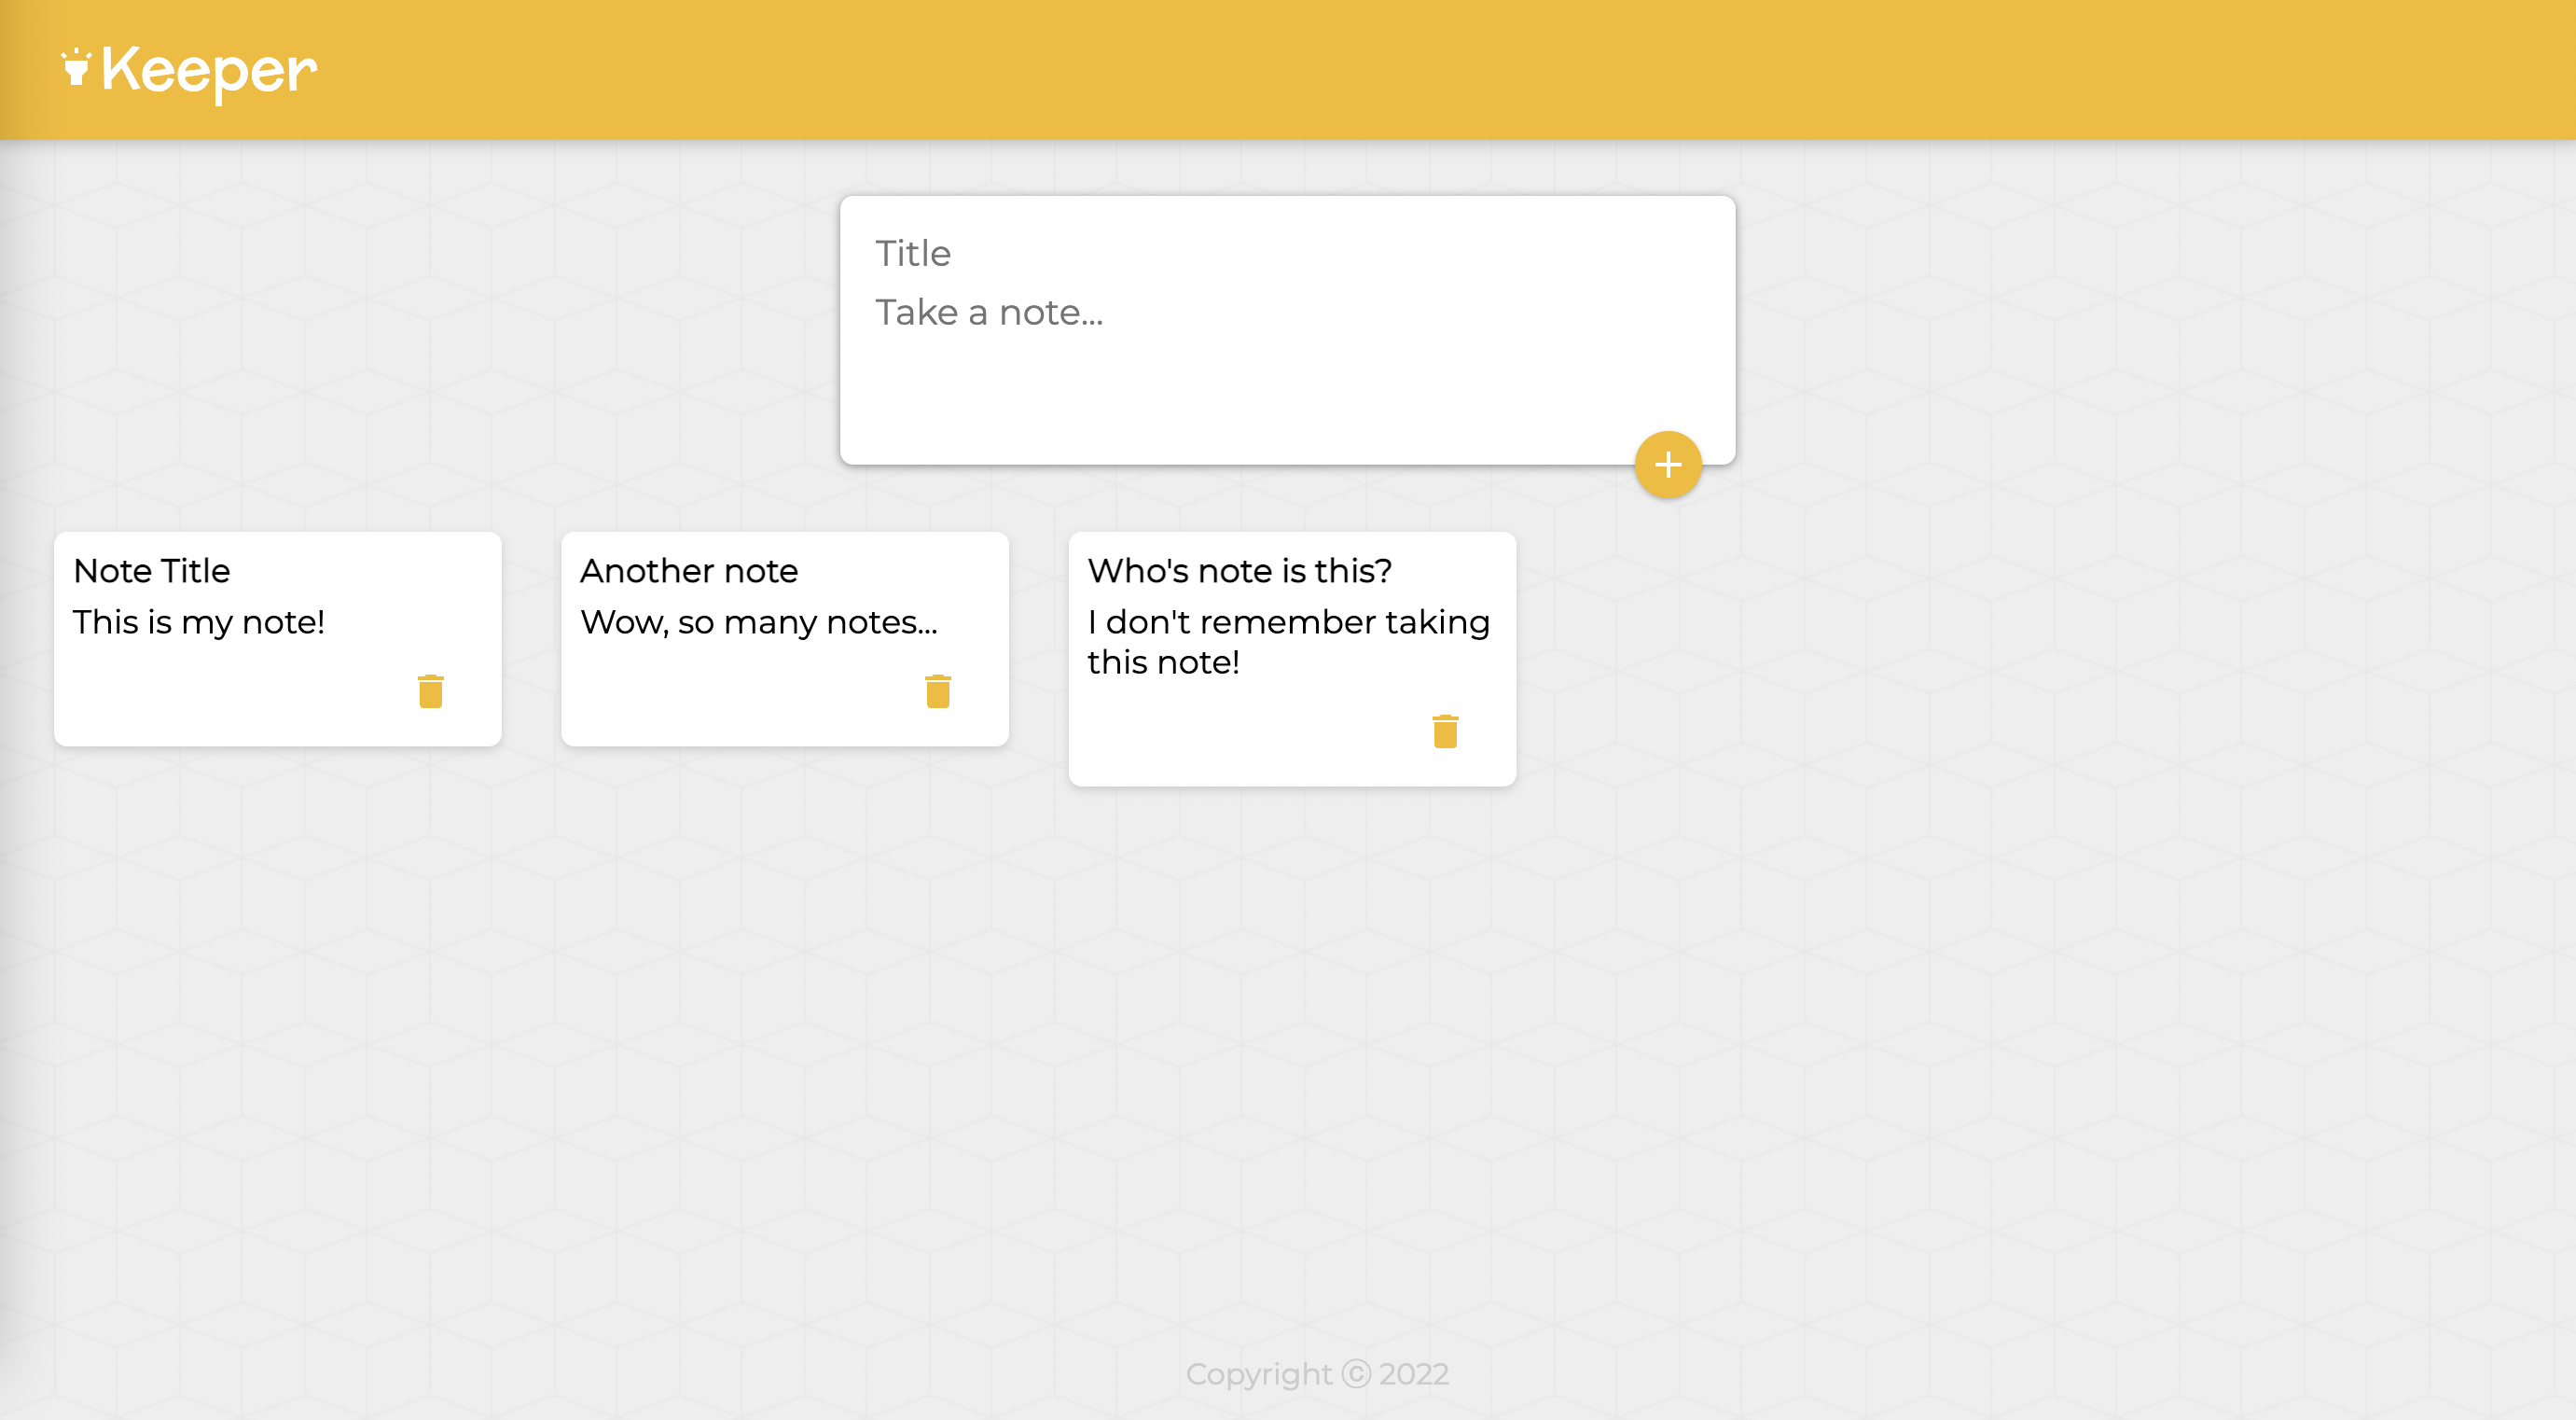 Keeper
Title
Take a note...
Note Title
This is my note!
Another note
Wow, so many notes...
Who's note is this?
I don't remember taking
this note!
Copyright ⓒ 2022